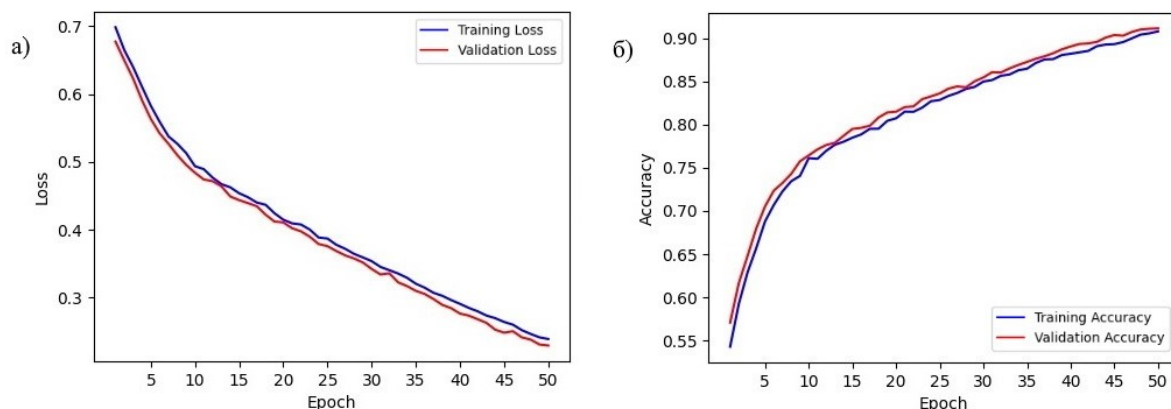 а)
0.7
0.6
0.5
0.4
0.3
Loss
Training Loss
Validation Loss
5 10 15 20 25 30 35 40 45 50
Epoch
б)
0.90
0.85
0.80
0.75
0.70
0.65
0.60
0.55
Accuracy
Training Accuracy
Validation Accuracy
5 10 15 20 25 30 35 40 45 50
Epoch